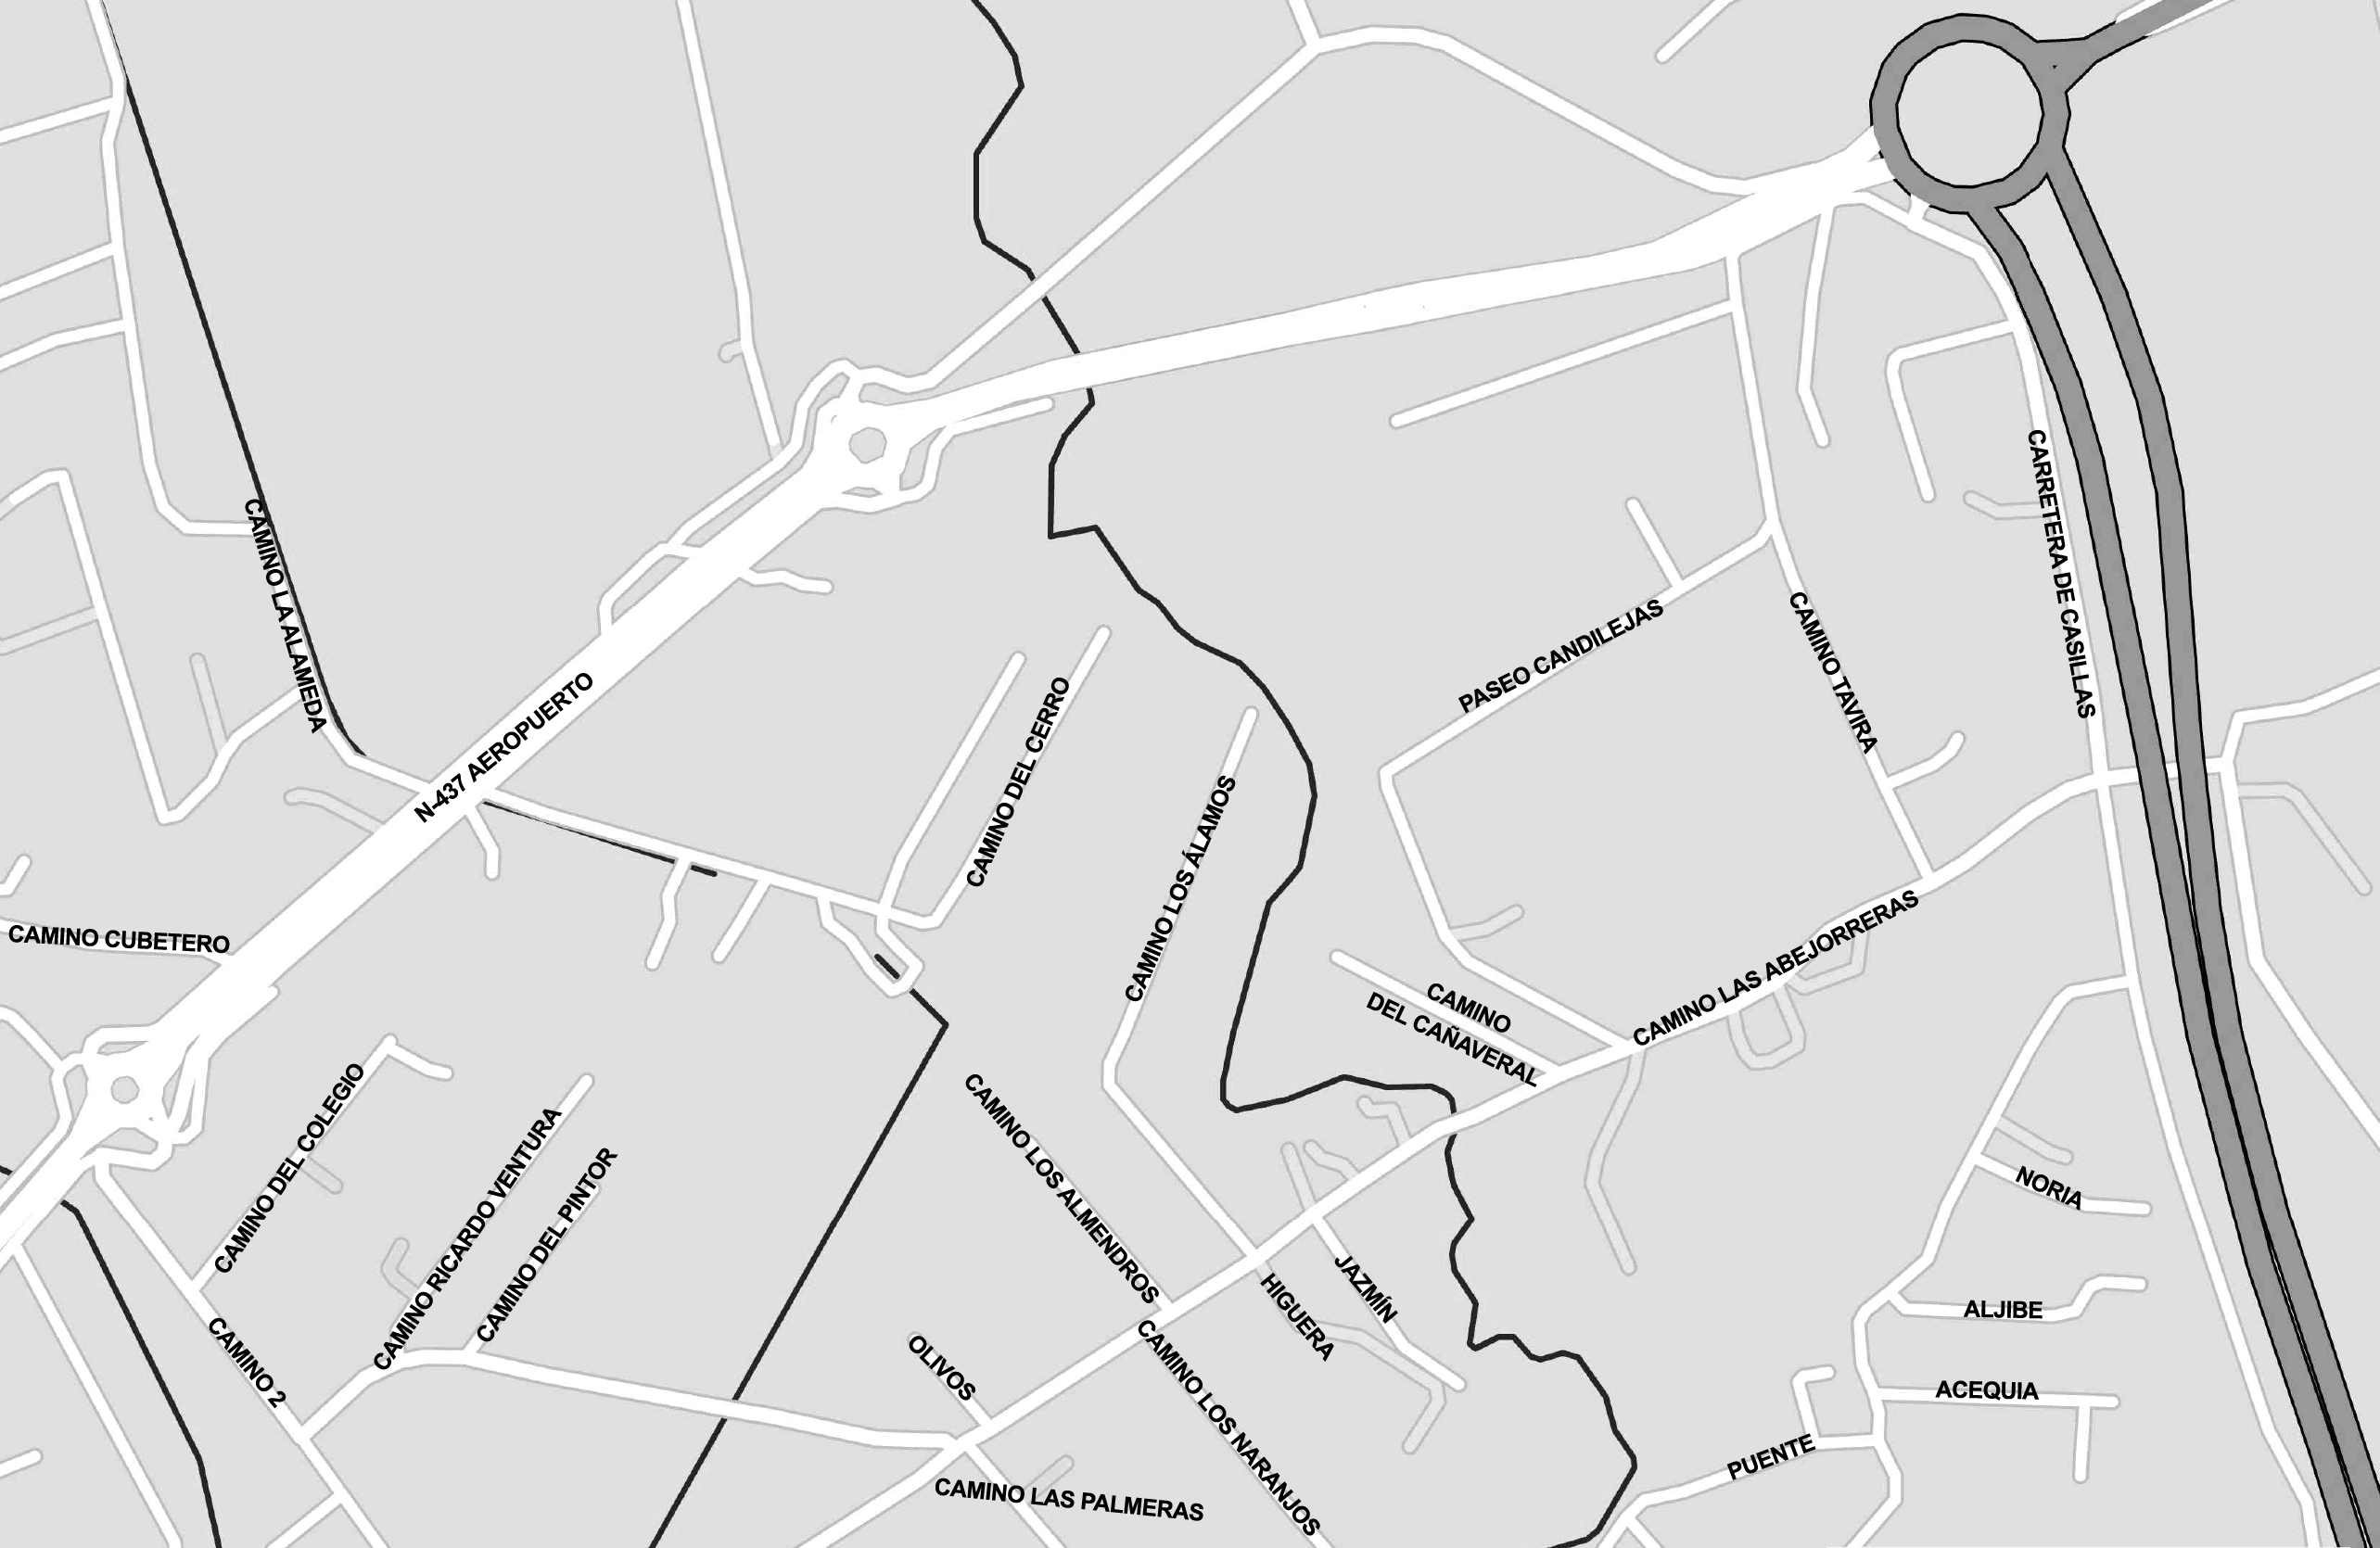 CARRETERA DE CASILLAS
CAMINO LA ALAMEDA
PASEO CANDILEJAS
CAMINO TAVIRA
N-437 AEROPUERTO
CAMINO DEL CERRO
CAMINO LOS ÁLAMOS
CAMINO CUBETERO
CAMINO LAS ABEJORRERAS
CAMINO
DEL CAÑAVERAL
CAMINO DEL COLEGIO
CAMINO RICARDO VENTURA
CAMINO DEL PINTOR
CAMINO LOS ALMENDROS
NORIA
JAZMÍN
HIGUERA
ALJIBE
CAMINO 2
OLIVOS
CAMINO LOS NARANJOS
ACEQUIA
PUENTE
CAMINO LAS PALMERAS